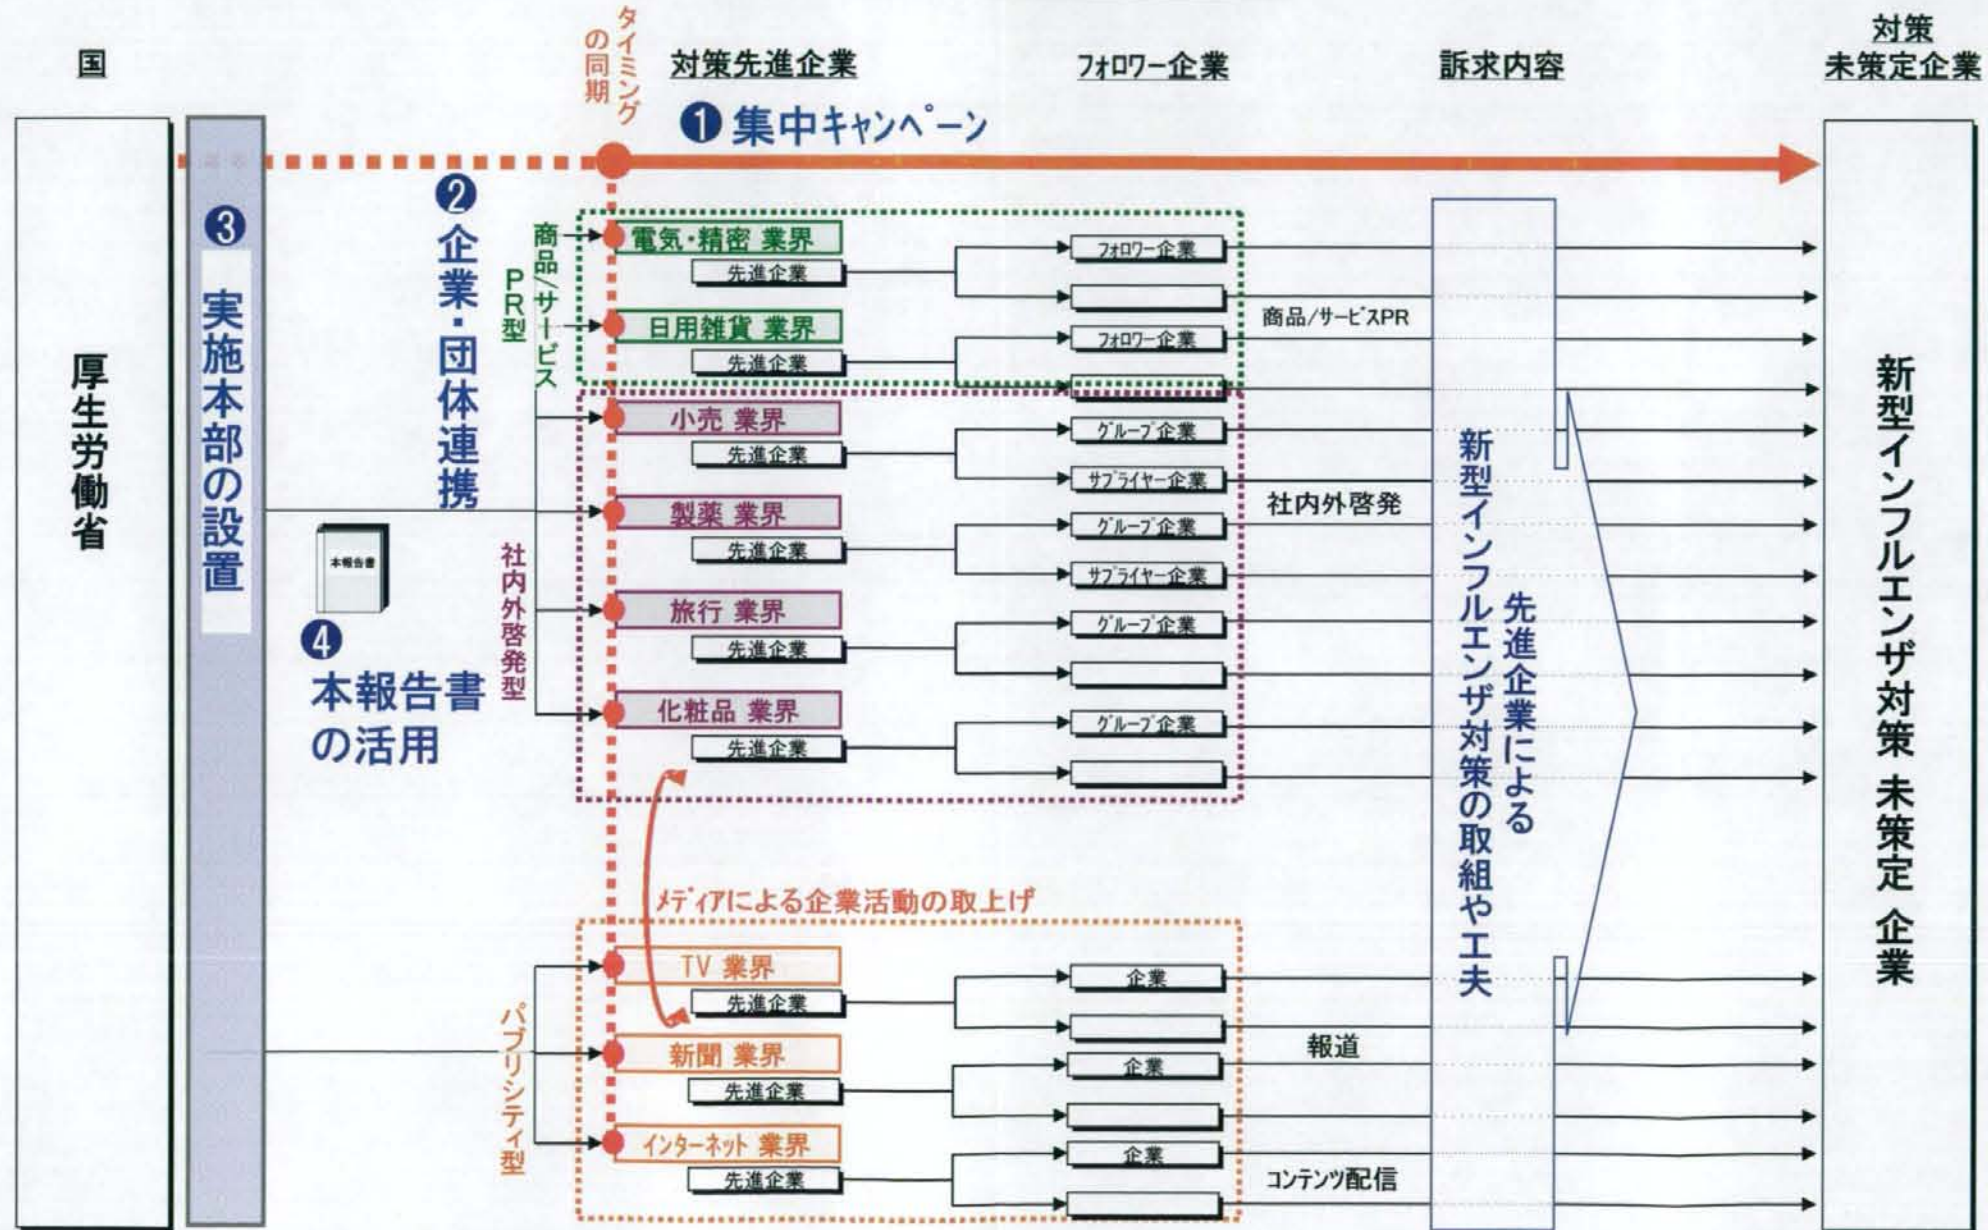 国
タイミング
の同期
対策先進企業
フォロワー企業
訴求内容
対策
未策定企業
❶ 集中キャンペーン
厚生労働省
❸
実施本部の設置
❷
企業・団体連携
本報告書
❹
本報告書
の活用
商品/サービス
PR型
社内外啓発型
パブリシティ型
電気・精密 業界
先進企業
フォロワー企業
日用雑貨 業界
先進企業
フォロワー企業
商品/サービスPR
小売 業界
先進企業
グループ企業
サプライヤー企業
製薬 業界
先進企業
グループ企業
サプライヤー企業
社内外啓発
旅行 業界
先進企業
グループ企業
化粧品 業界
先進企業
グループ企業
メディアによる企業活動の取上げ
TV 業界
先進企業
企業
新聞 業界
先進企業
企業
報道
インターネット 業界
先進企業
企業
コンテンツ配信
先進企業による
新型インフルエンザ対策の取組や工夫
新型インフルエンザ対策 未策定 企業